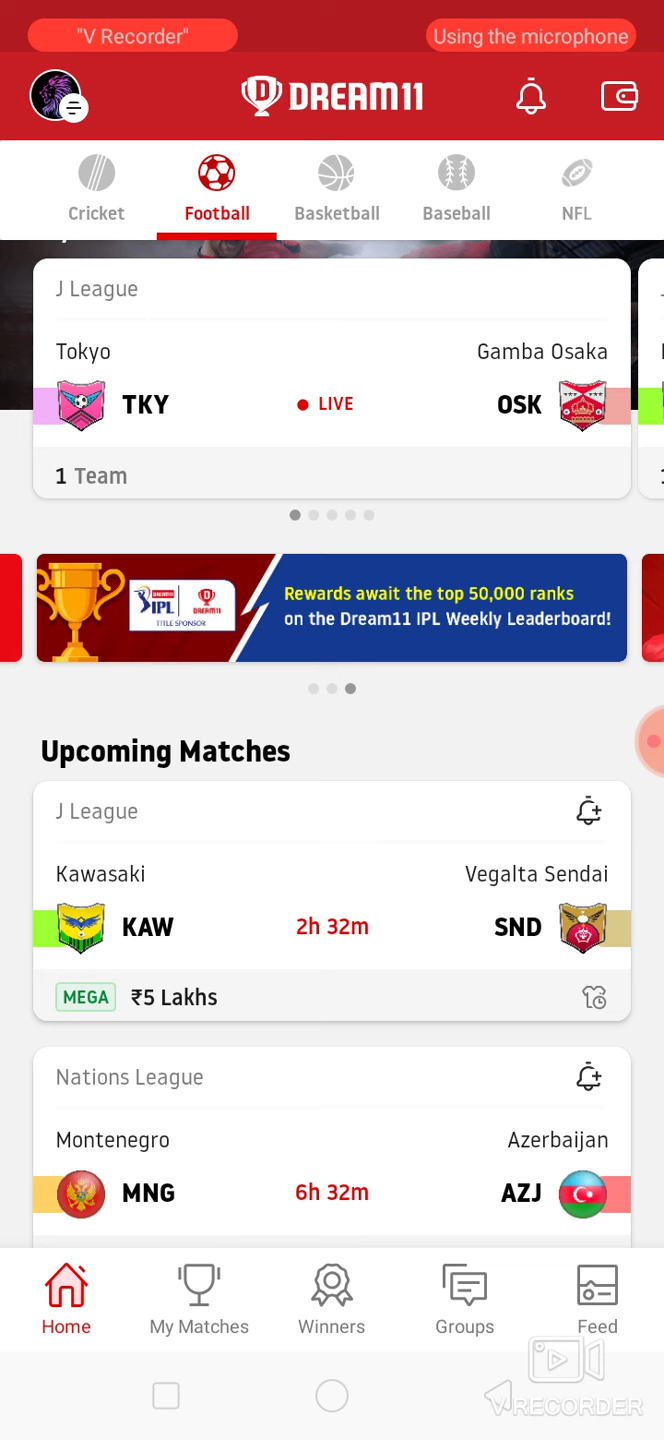 "V Recorder"
Using the microphone
DREAM11
Cricket
Football
Basketball
Baseball
NFL
J League
Tokyo
Gamba Osaka
TKY
LIVE
OSK
1 Team
DREAM11
IPL
DREAM11
TITLE SPONSOR
Rewards await the top 50,000 ranks
on the Dream11 IPL Weekly Leaderboard!
Upcoming Matches
J League
Kawasaki
Vegalta Sendai
KAW
2h 32m
SND
MEGA
₹5 Lakhs
Nations League
Montenegro
Azerbaijan
MNG
6h 32m
AZJ
Home
My Matches
Winners
Groups
Feed
VRECORDER